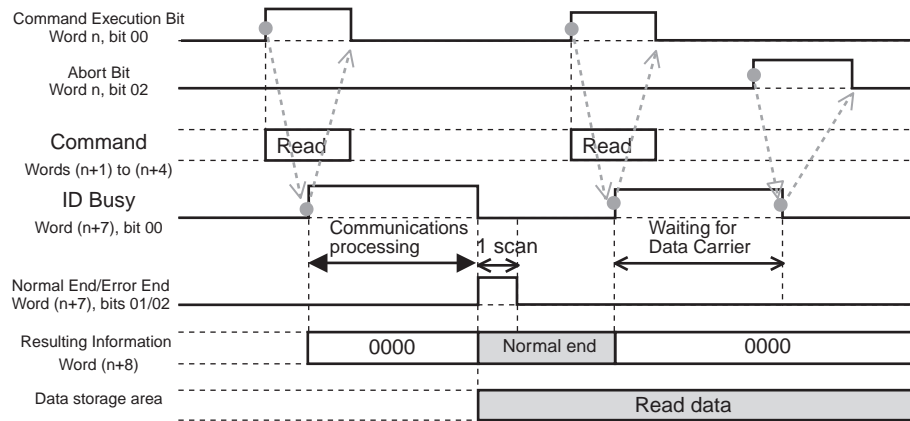 Command Execution Bit
Word n, bit 00
Abort Bit
Word n, bit 02
Command
Words (n+1) to (n+4)
Read
Read
ID Busy
Word (n+7), bit 00
Communications
processing
1 scan
Waiting for
Data Carrier
Normal End/Error End
Word (n+7), bits 01/02
Resulting Information
Word (n+8)
0000
Normal end
0000
Data storage area
Read data